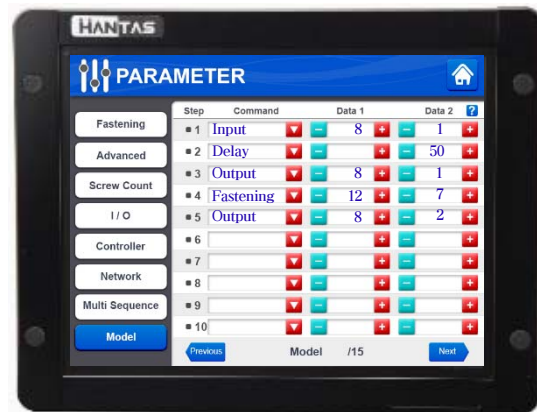 HANTAS
PARAMETER
Step Command Data 1 Data 2 ?
Fastening
Advanced
Screw Count
I / O
Controller
Network
Multi Sequence
Model
1 Input 8 1
2 Delay 50
3 Output 8 1
4 Fastening 12 7
5 Output 8 2
6
7
8
9
10
Previous Model /15 Next